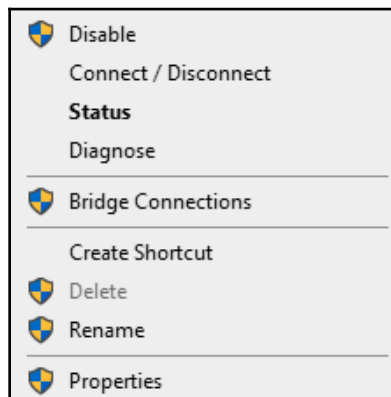 Disable
Connect / Disconnect
Status
Diagnose
Bridge Connections
Create Shortcut
Delete
Rename
Properties